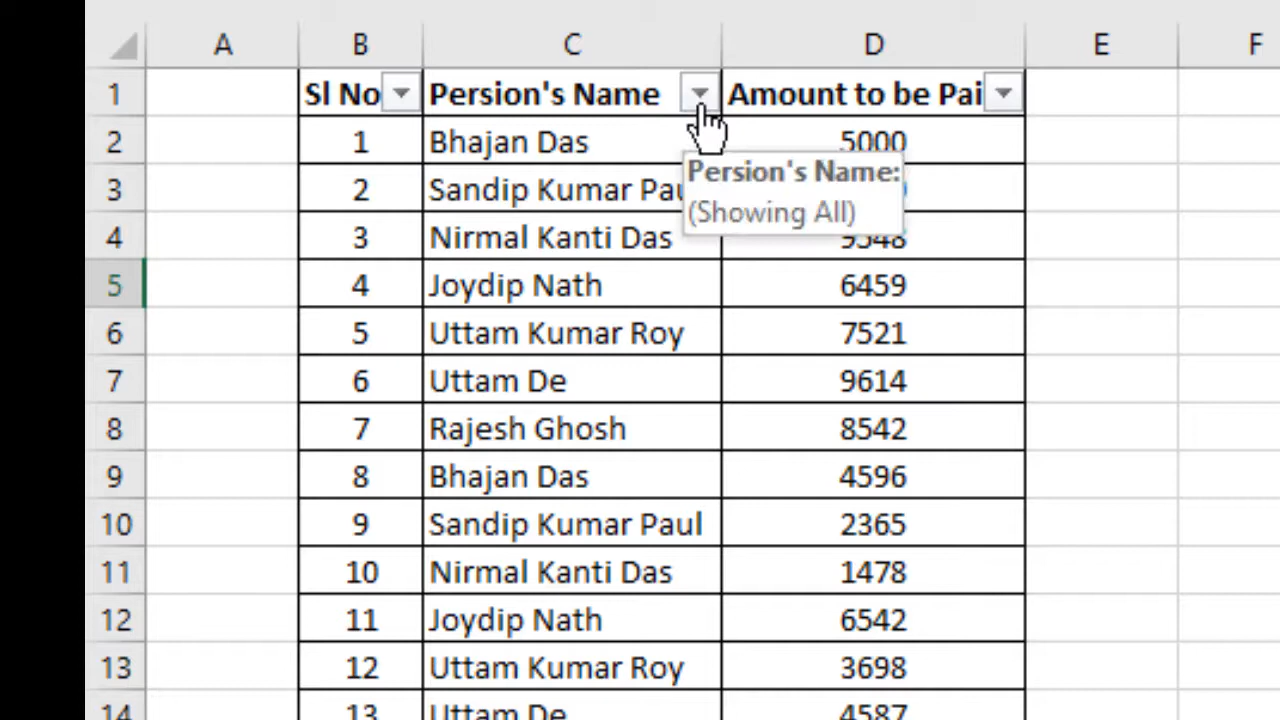 A B C D E F
1 Sl No Persion's Name Amount to be Pai
2 1 Bhajan Das 5000
Persion's Name:
3 2 Sandip Kumar
(Showing All)
4 3 Nirmal Kanti Das 9548
5 4 Joydip Nath 6459
6 5 Uttam Kumar Roy 7521
7 6 Uttam De 9614
8 7 Rajesh Ghosh 8542
9 8 Bhajan Das 4596
10 9 Sandip Kumar Paul 2365
11 10 Nirmal Kanti Das 1478
12 11 Joydip Nath 6542
13 12 Uttam Kumar Roy 3698
14 13 Uttam De 4587